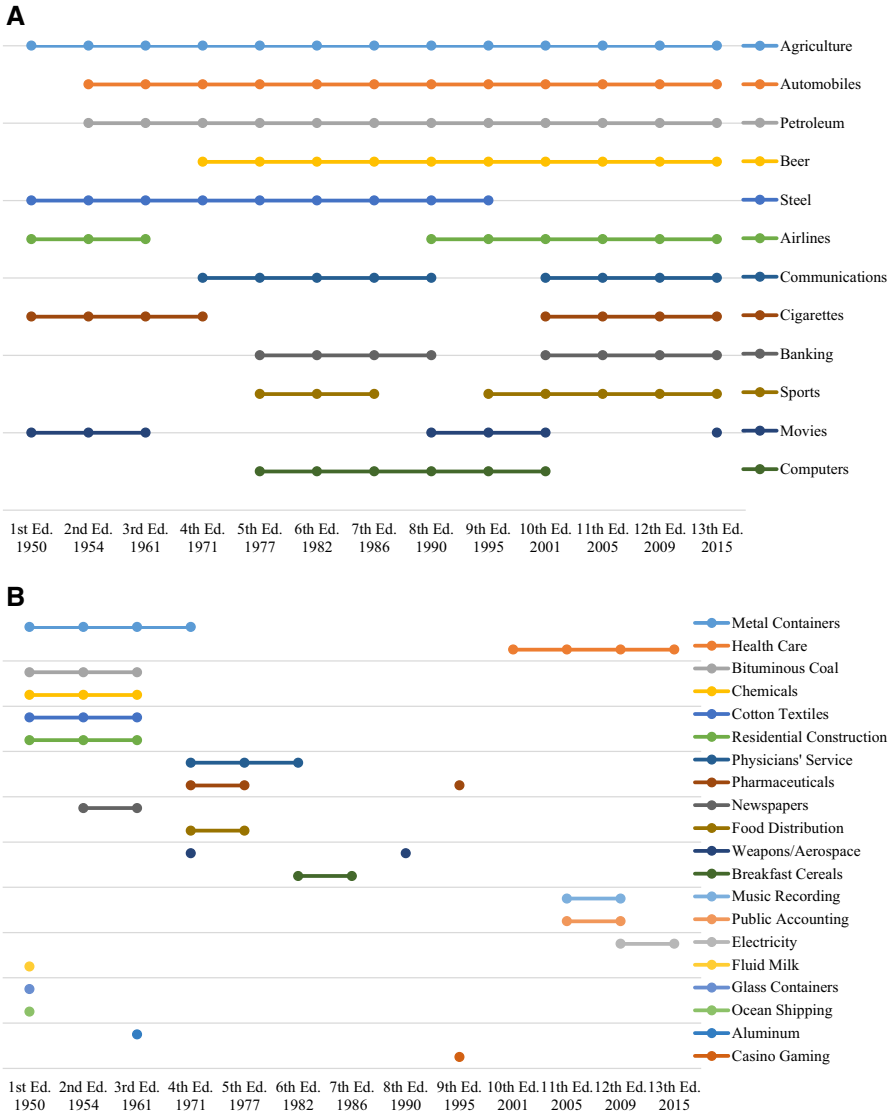 A
Agriculture
Automobiles
Petroleum
Beer
Steel
Airlines
Communications
Cigarettes
Banking
Sports
Movies
Computers
1st Ed. 2nd Ed. 3rd Ed. 4th Ed. 5th Ed. 6th Ed. 7th Ed. 8th Ed. 9th Ed. 10th Ed. 11th Ed. 12th Ed. 13th Ed.
1950 1954 1961 1971 1977 1982 1986 1990 1995 2001 2005 2009 2015
B
Metal Containers
Health Care
Bituminous Coal
Chemicals
Cotton Textiles
Residential Construction
Physicians' Service
Pharmaceuticals
Newspapers
Food Distribution
Weapons/Aerospace
Breakfast Cereals
Music Recording
Public Accounting
Electricity
Fluid Milk
Glass Containers
Ocean Shipping
Aluminum
Casino Gaming
1st Ed. 2nd Ed. 3rd Ed. 4th Ed. 5th Ed. 6th Ed. 7th Ed. 8th Ed. 9th Ed. 10th Ed. 11th Ed. 12th Ed. 13th Ed.
1950 1954 1961 1971 1977 1982 1986 1990 1995 2001 2005 2009 2015